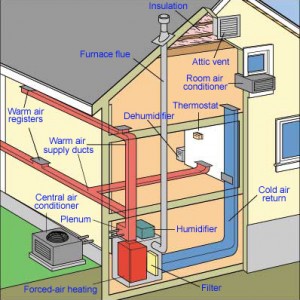 Insulation
Furnace flue
Attic vent
Room air
conditioner
Warm air
registers
Thermostat
Dehumidifier
Warm air
supply ducts
Central air
conditioner
Cold air
return
Plenum
Humidifier
Forced-air heating
Filter